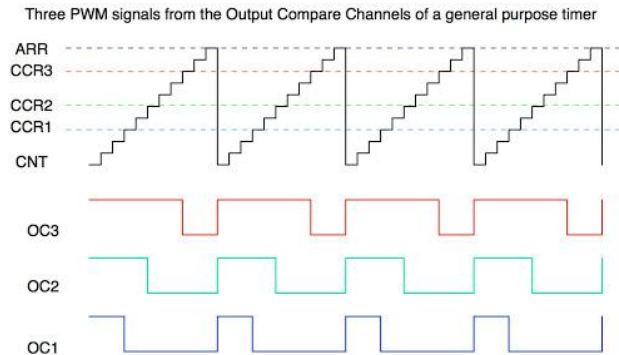 Three PWM signals from the Output Compare Channels of a general purpose timer
ARR
CCR3
CCR2
CCR1
CNT
OC3
OC2
OC1